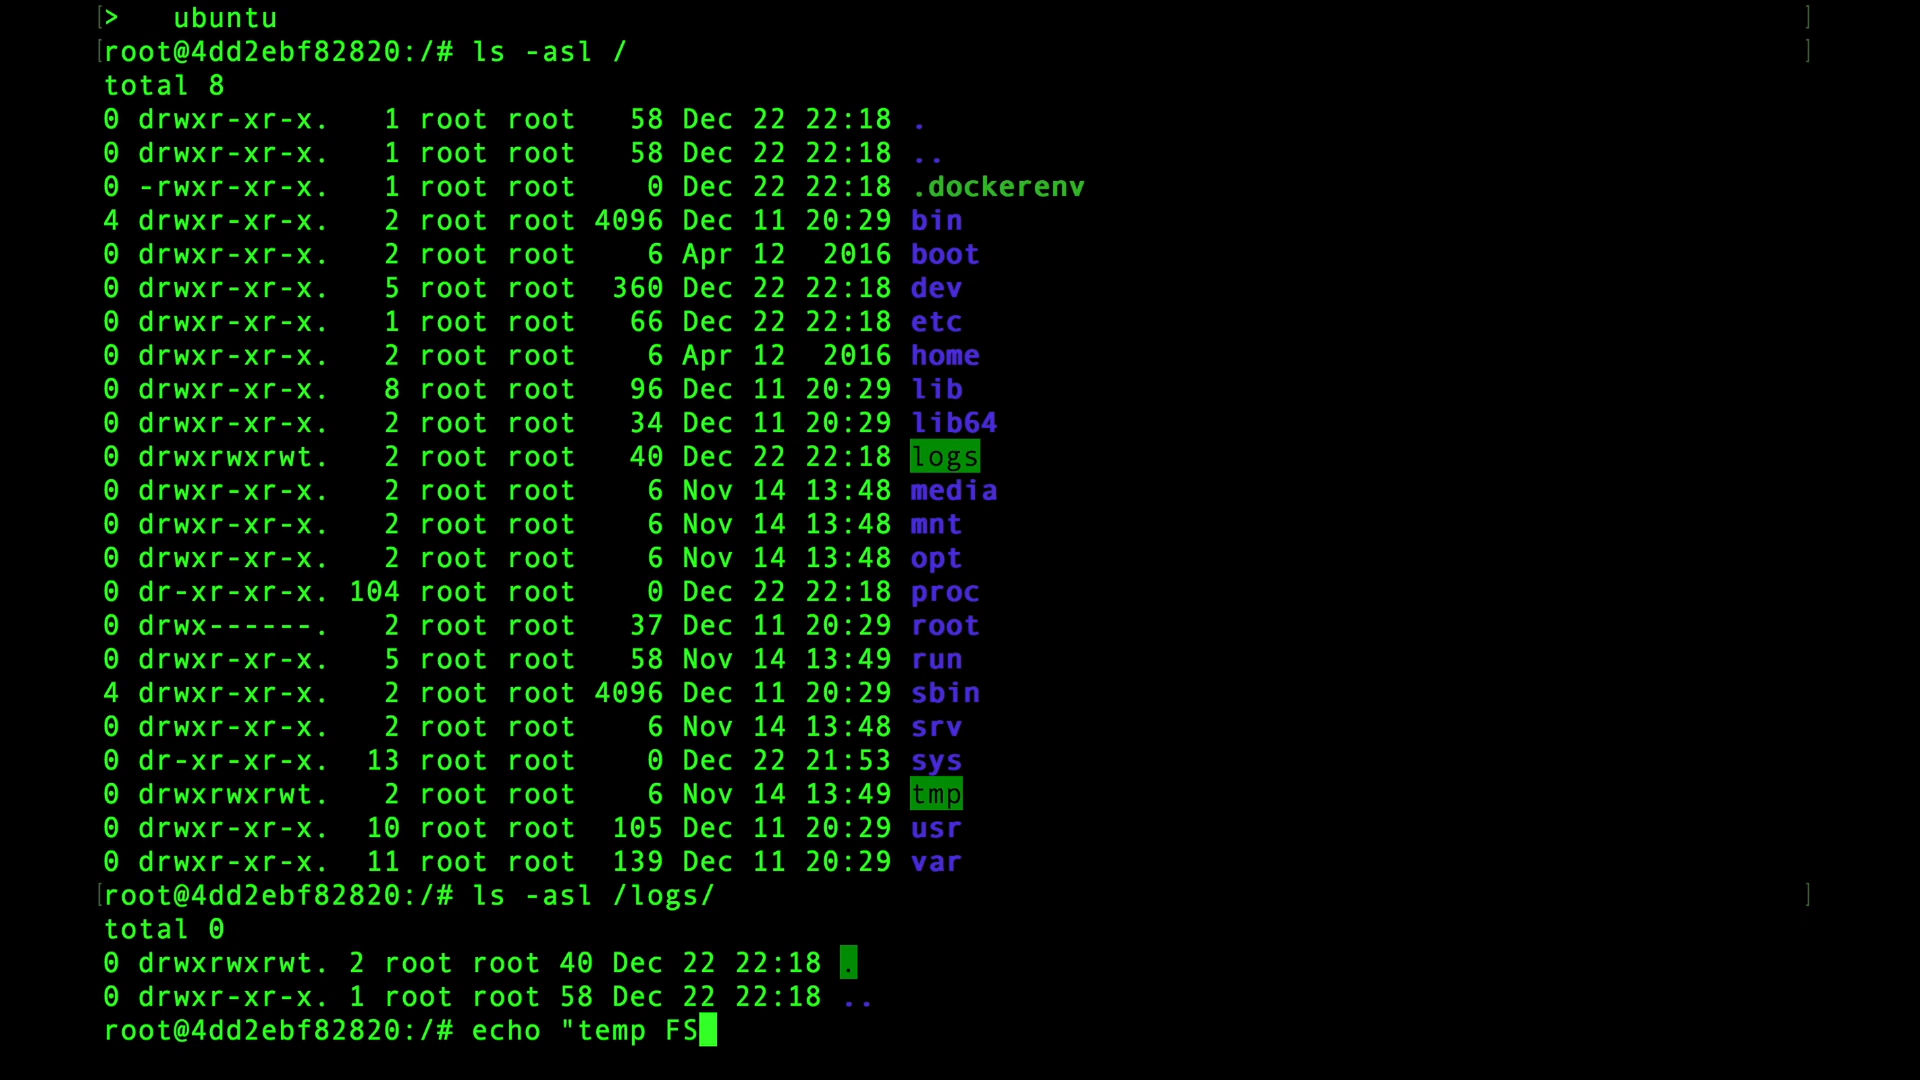 [>   ubuntu ]
[root@4dd2ebf82820:/# ls -asl / ]
total 8
0 drwxr-xr-x.   1 root root   58 Dec 22 22:18 .
0 drwxr-xr-x.   1 root root   58 Dec 22 22:18 ..
0 -rwxr-xr-x.   1 root root    0 Dec 22 22:18 .dockerenv
4 drwxr-xr-x.   2 root root 4096 Dec 11 20:29 bin
0 drwxr-xr-x.   2 root root    6 Apr 12  2016 boot
0 drwxr-xr-x.   5 root root  360 Dec 22 22:18 dev
0 drwxr-xr-x.   1 root root   66 Dec 22 22:18 etc
0 drwxr-xr-x.   2 root root    6 Apr 12  2016 home
0 drwxr-xr-x.   8 root root   96 Dec 11 20:29 lib
0 drwxr-xr-x.   2 root root   34 Dec 11 20:29 lib64
0 drwxrwxrwt.   2 root root   40 Dec 22 22:18 logs
0 drwxr-xr-x.   2 root root    6 Nov 14 13:48 media
0 drwxr-xr-x.   2 root root    6 Nov 14 13:48 mnt
0 drwxr-xr-x.   2 root root    6 Nov 14 13:48 opt
0 dr-xr-xr-x. 104 root root    0 Dec 22 22:18 proc
0 drwx------.   2 root root   37 Dec 11 20:29 root
0 drwxr-xr-x.   5 root root   58 Nov 14 13:49 run
4 drwxr-xr-x.   2 root root 4096 Dec 11 20:29 sbin
0 drwxr-xr-x.   2 root root    6 Nov 14 13:48 srv
0 dr-xr-xr-x.  13 root root    0 Dec 22 21:53 sys
0 drwxrwxrwt.   2 root root    6 Nov 14 13:49 tmp
0 drwxr-xr-x.  10 root root  105 Dec 11 20:29 usr
0 drwxr-xr-x.  11 root root  139 Dec 11 20:29 var
[root@4dd2ebf82820:/# ls -asl /logs/ ]
total 0
0 drwxrwxrwt. 2 root root 40 Dec 22 22:18 .
0 drwxr-xr-x. 1 root root 58 Dec 22 22:18 ..
root@4dd2ebf82820:/# echo "temp FS